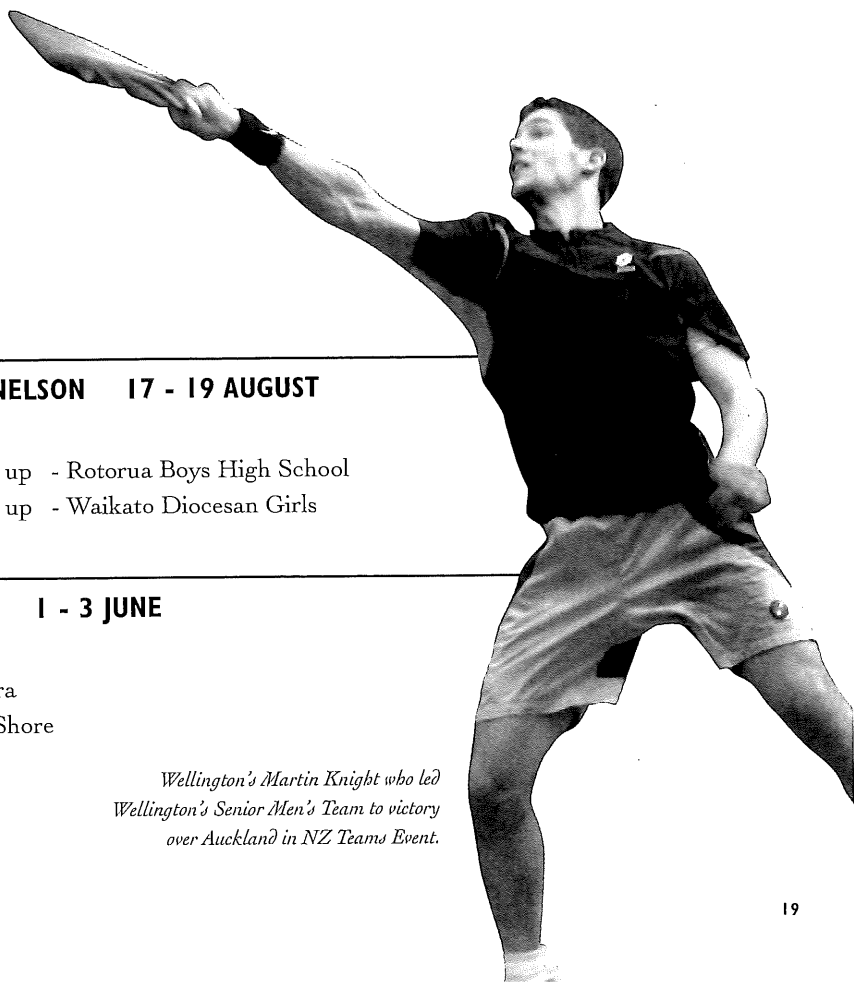 NELSON 17 - 19 AUGUST
up - Rotorua Boys High School
up - Waikato Diocesan Girls
1 - 3 JUNE
ra
Shore
Wellington's Martin Knight who led
Wellington's Senior Men's Team to victory
over Auckland in NZ Teams Event.
19